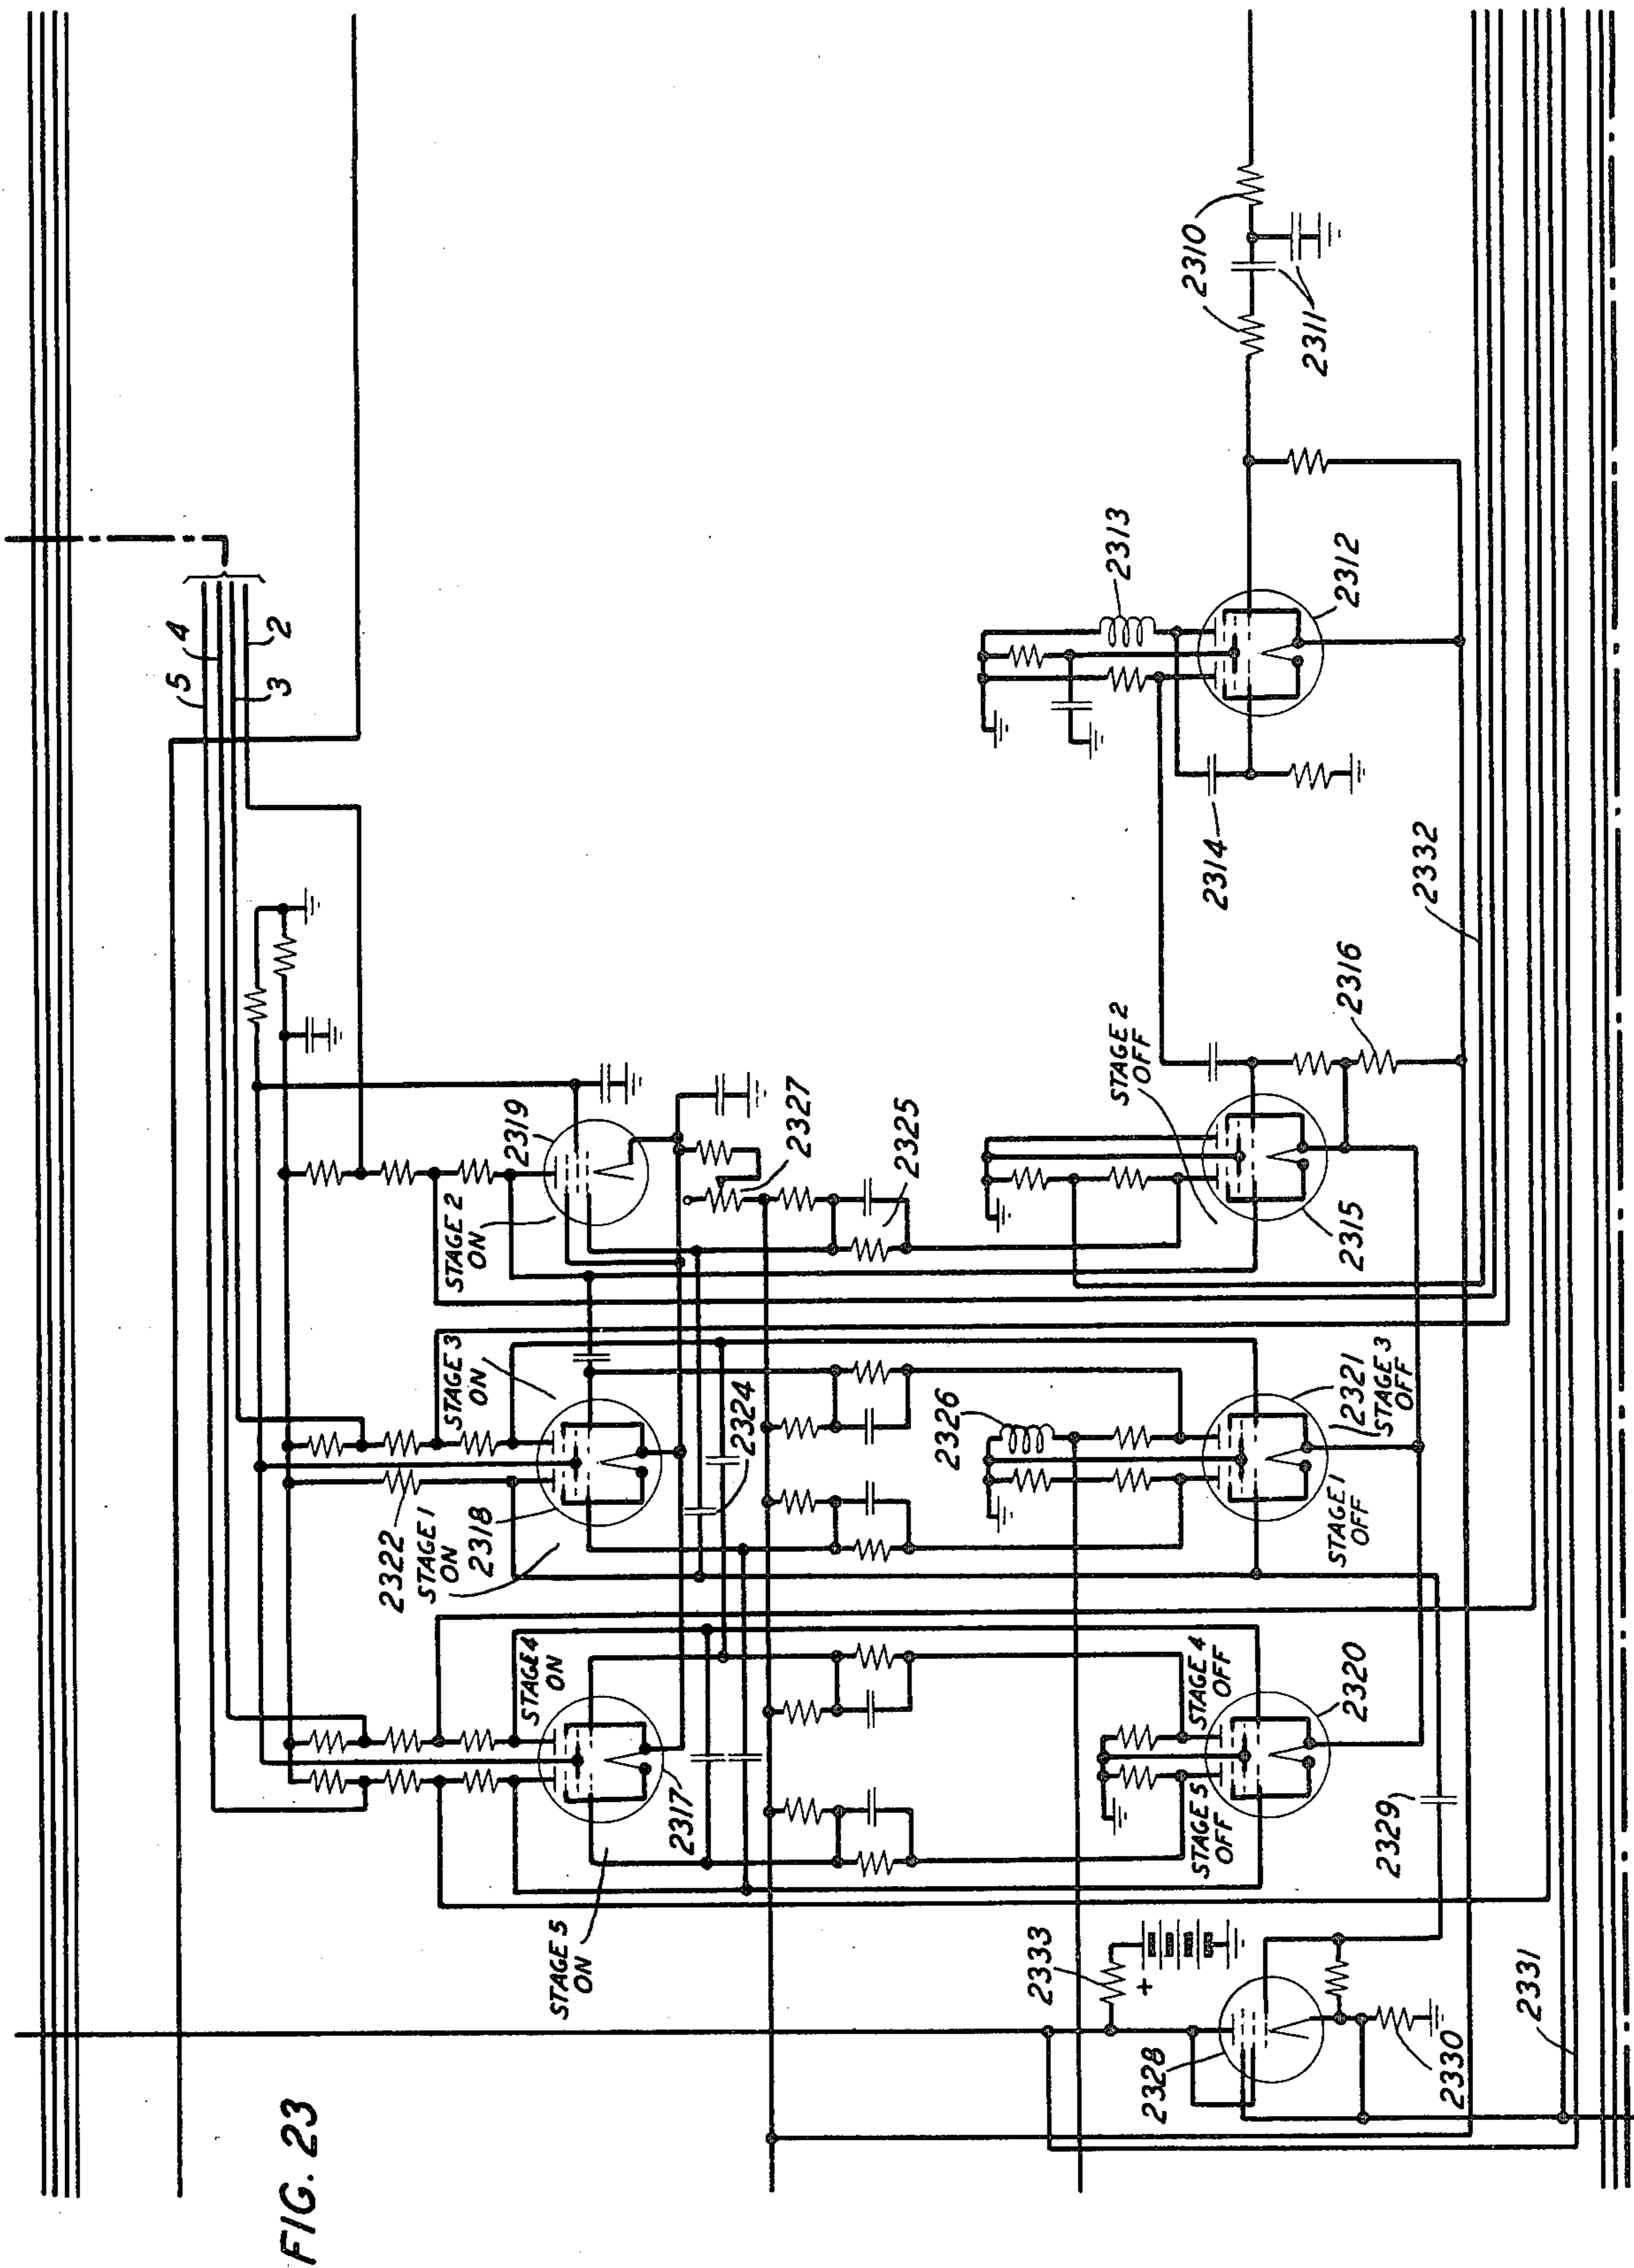 FIG. 23
5
4
3
2
STAGE 5
ON
2317
STAGE 4
ON
2322
STAGE 1
ON
2318
STAGE 3
ON
STAGE 2
ON
2319
2324
2327
2325
2326
2333
+
2328
2330
2331
2329
STAGE 5
OFF
STAGE 4
OFF
2320
STAGE 1
OFF
2321
STAGE 3
OFF
STAGE 2
OFF
2315
2316
2332
2314
2313
2312
2310
2311